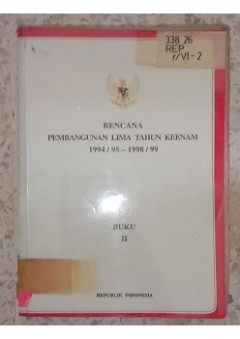 338.26
REP
r/VI-2
RENCANA
PEMBANGUNAN LIMA TAHUN KEENAM
1994/95 - 1998/99
BUKU
II
REPUBLIK INDONESIA